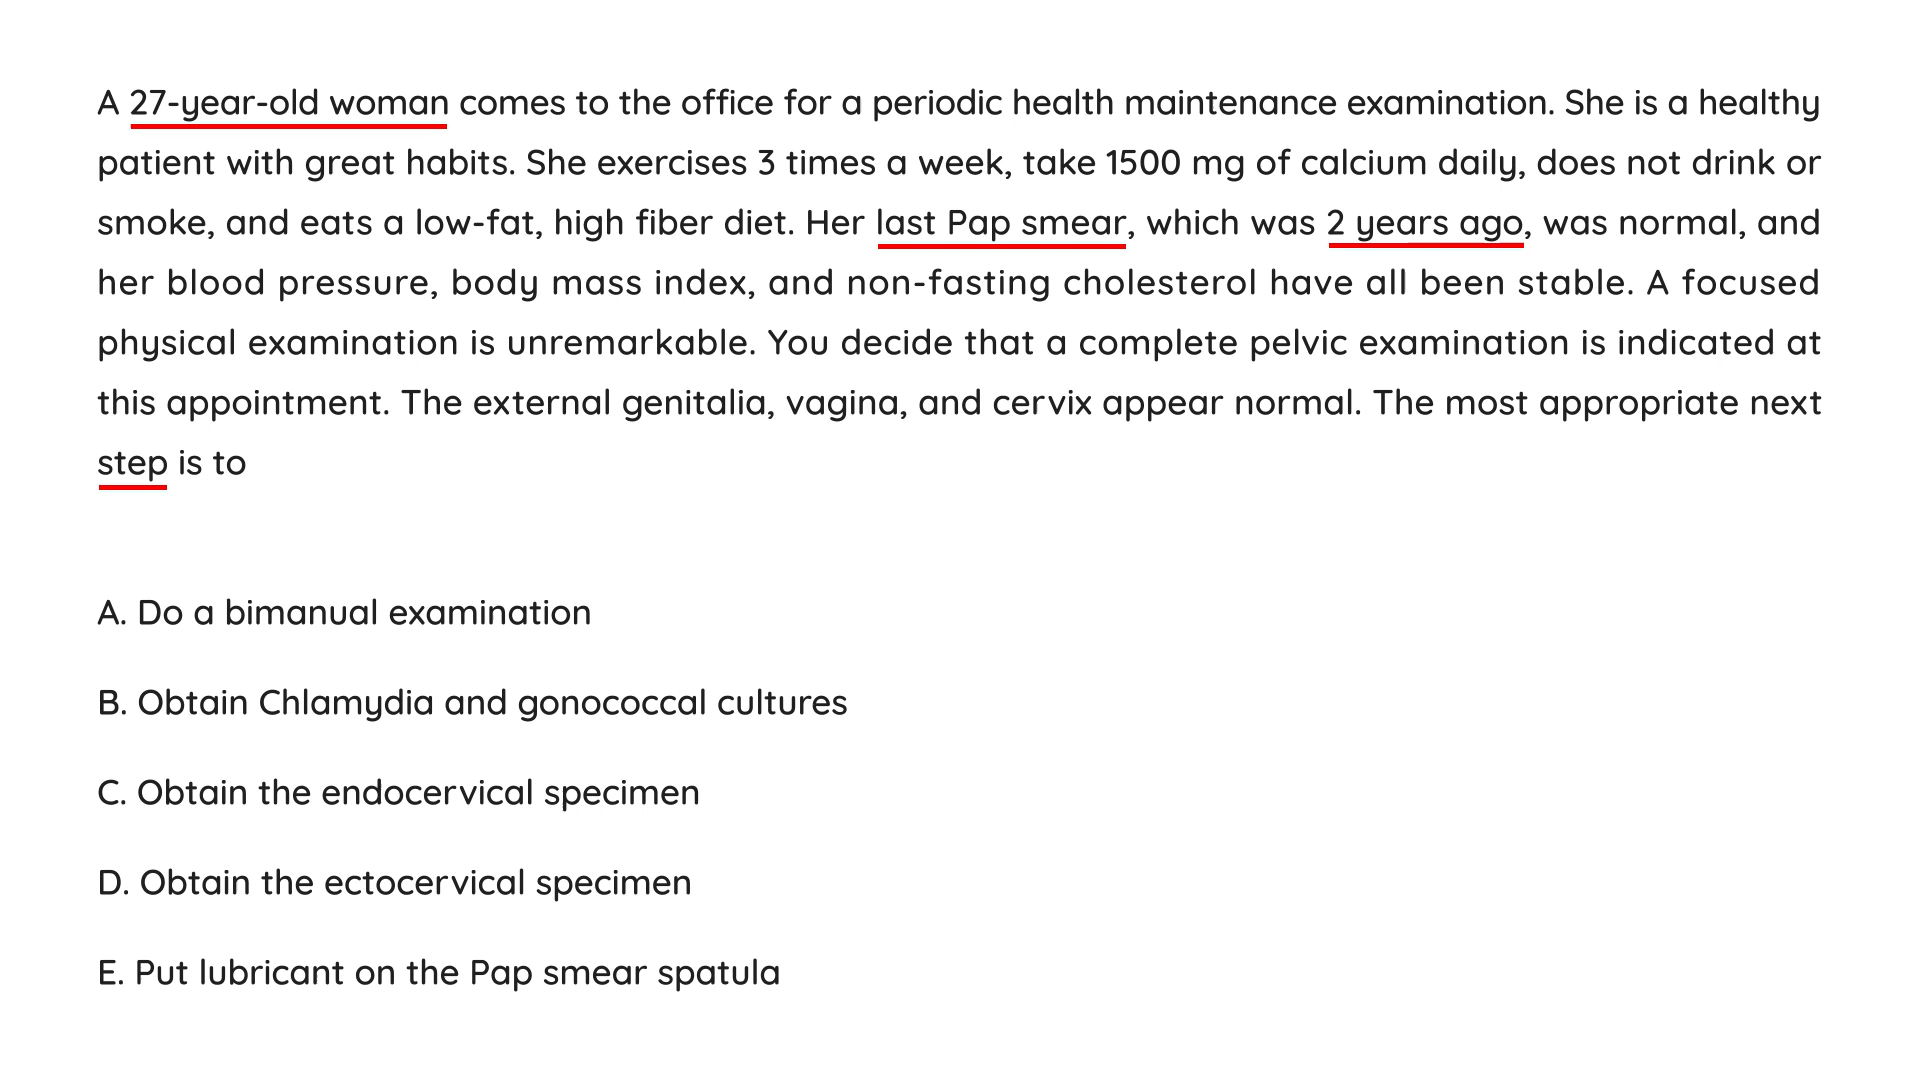 A 27-year-old woman comes to the office for a periodic health maintenance examination. She is a healthy
patient with great habits. She exercises 3 times a week, take 1500 mg of calcium daily, does not drink or
smoke, and eats a low-fat, high fiber diet. Her last Pap smear, which was 2 years ago, was normal, and
her blood pressure, body mass index, and non-fasting cholesterol have all been stable. A focused
physical examination is unremarkable. You decide that a complete pelvic examination is indicated at
this appointment. The external genitalia, vagina, and cervix appear normal. The most appropriate next
step is to
A. Do a bimanual examination
B. Obtain Chlamydia and gonococcal cultures
C. Obtain the endocervical specimen
D. Obtain the ectocervical specimen
E. Put lubricant on the Pap smear spatula